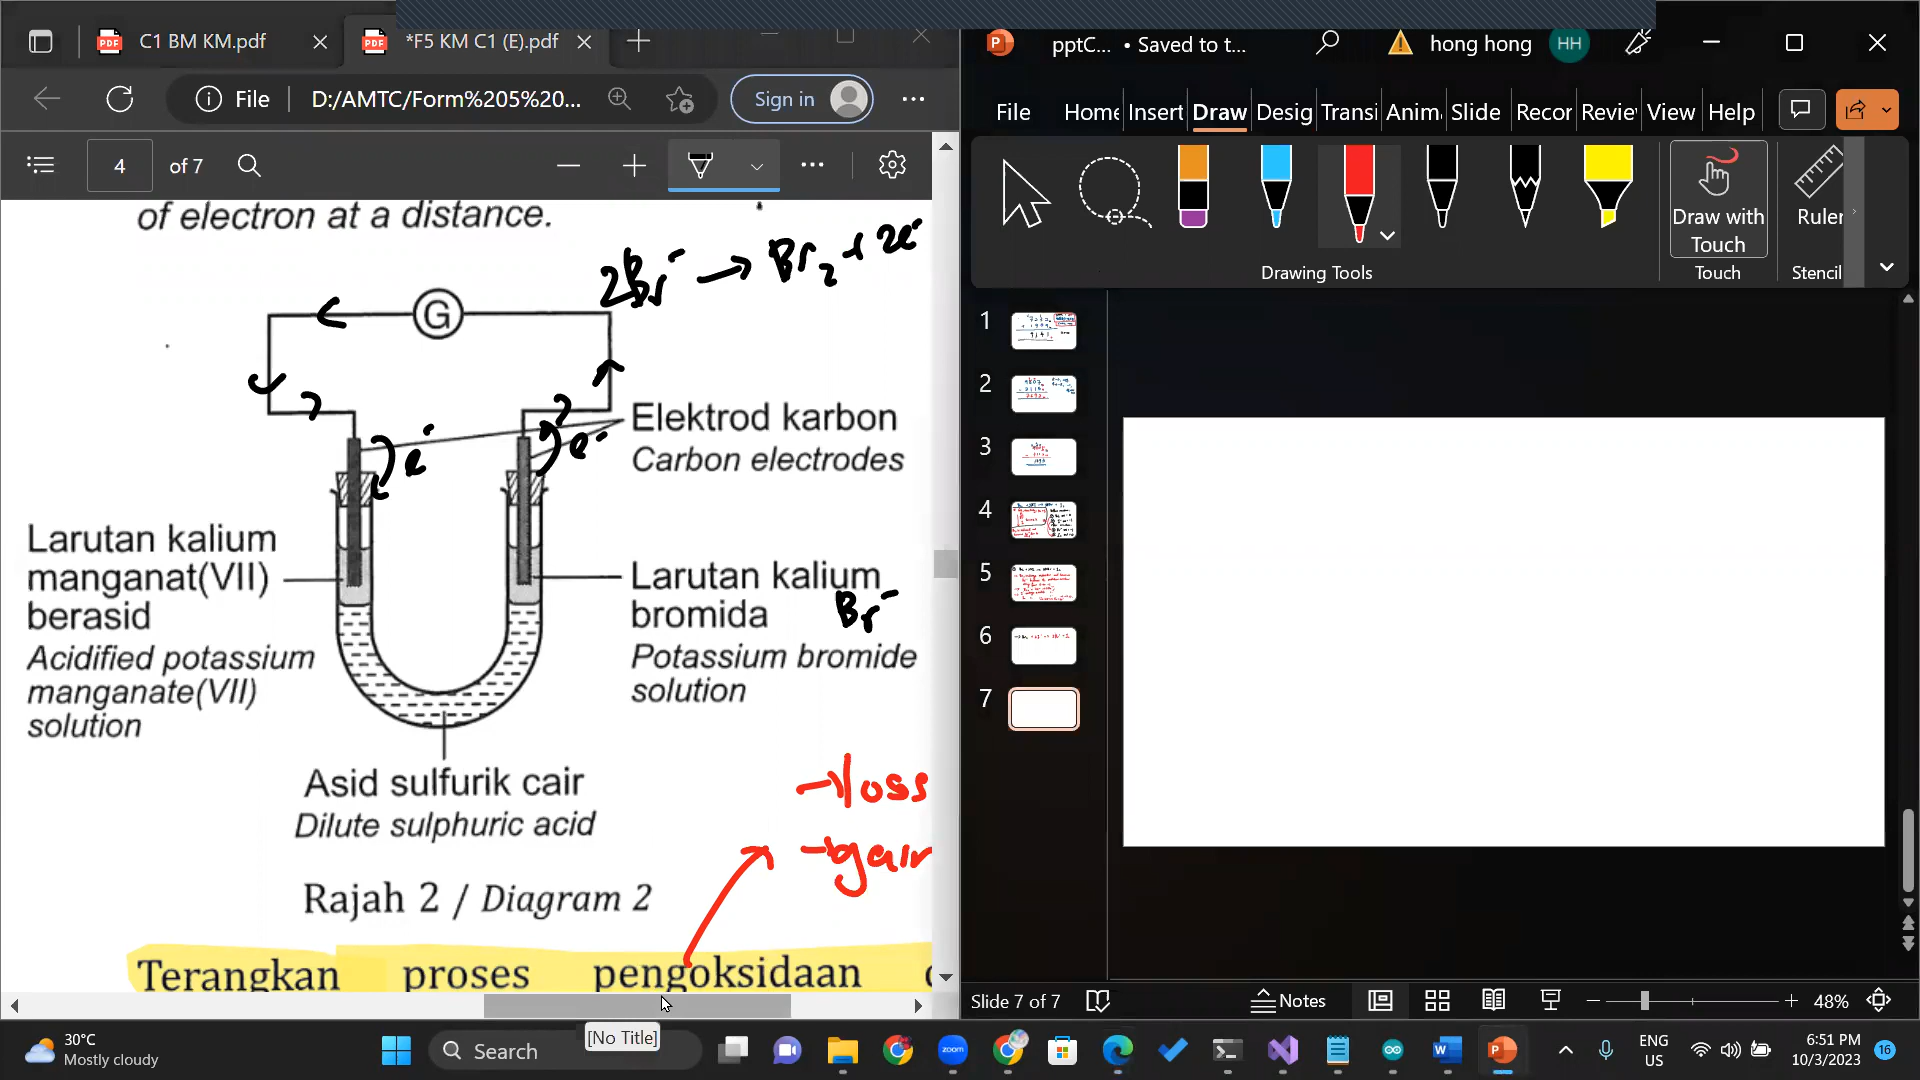 C1 BM KM.pdf
*F5 KM C1 (E).pdf
File
D:/AMTC/Form%205%20...
Sign in
4 of 7
of electron at a distance.
2Br⁻ → Br₂ + 2e⁻
G
e⁻
e⁻
Elektrod karbon
Carbon electrodes
Larutan kalium
manganat(VII)
berasid
Acidified potassium
manganate(VII)
solution
Larutan kalium
bromida
Br⁻
Potassium bromide
solution
Asid sulfurik cair
Dilute sulphuric acid
- loss
- gain
Rajah 2 / Diagram 2
Terangkan proses pengoksidaan
[No Title]
pptC... • Saved to t...
hong hong
HH
File Home Insert Draw Desig Transi Anim Slide Recor Review View Help
Draw with
Touch
Ruler
Drawing Tools
Touch
Stencil
1
2
3
4
5
6
7
Slide 7 of 7
Notes
48%
30°C
Mostly cloudy
Search
zoom
ENG
US
6:51 PM
10/3/2023
16